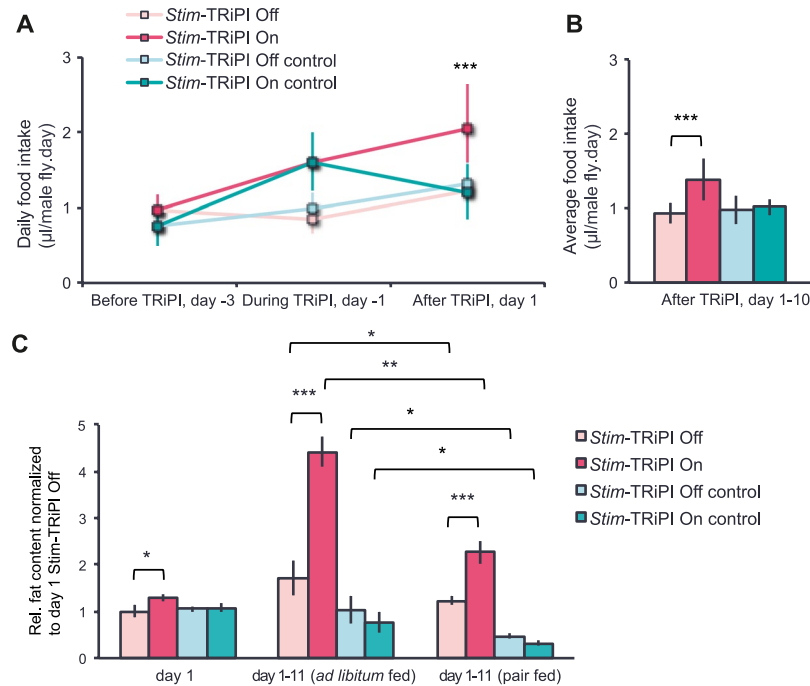 A
Stim-TRiPI Off
Stim-TRiPI On
Stim-TRiPI Off control
Stim-TRiPI On control
Daily food intake
(µl/male fly.day)
3
2
1
0
***
Before TRiPI, day -3 During TRiPI, day -1 After TRiPI, day 1
B
Average food intake
(µl/male fly.day)
3
2
1
0
***
After TRiPI, day 1-10
C
Rel. fat content normalized
to day 1 Stim-TRiPI Off
5
4
3
2
1
0
*
**
***
*
*
***
*
day 1
day 1-11 (ad libitum fed)
day 1-11 (pair fed)
Stim-TRiPI Off
Stim-TRiPI On
Stim-TRiPI Off control
Stim-TRiPI On control